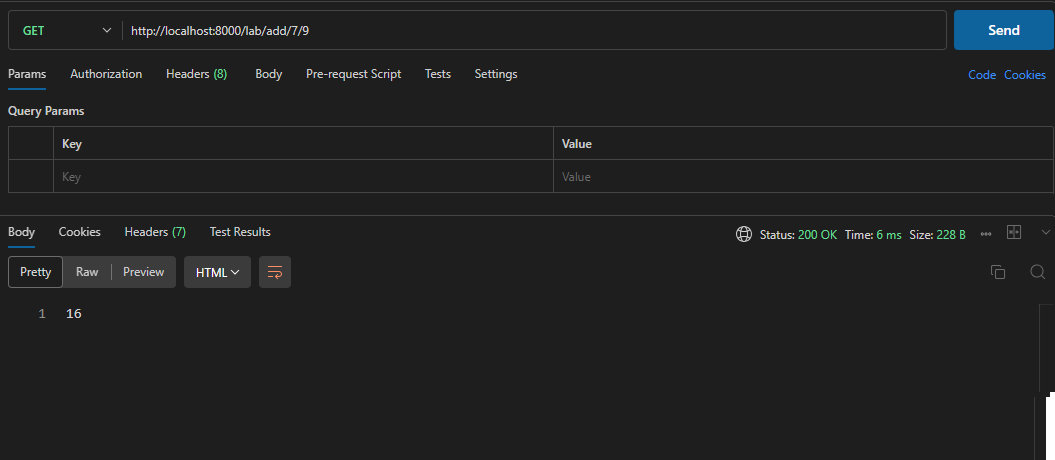 GET http://localhost:8000/lab/add/7/9 Send
Params Authorization Headers (8) Body Pre-request Script Tests Settings Code Cookies
Query Params
Key Value
Key Value
Body Cookies Headers (7) Test Results Status: 200 OK Time: 6 ms Size: 228 B
Pretty Raw Preview HTML
1 16